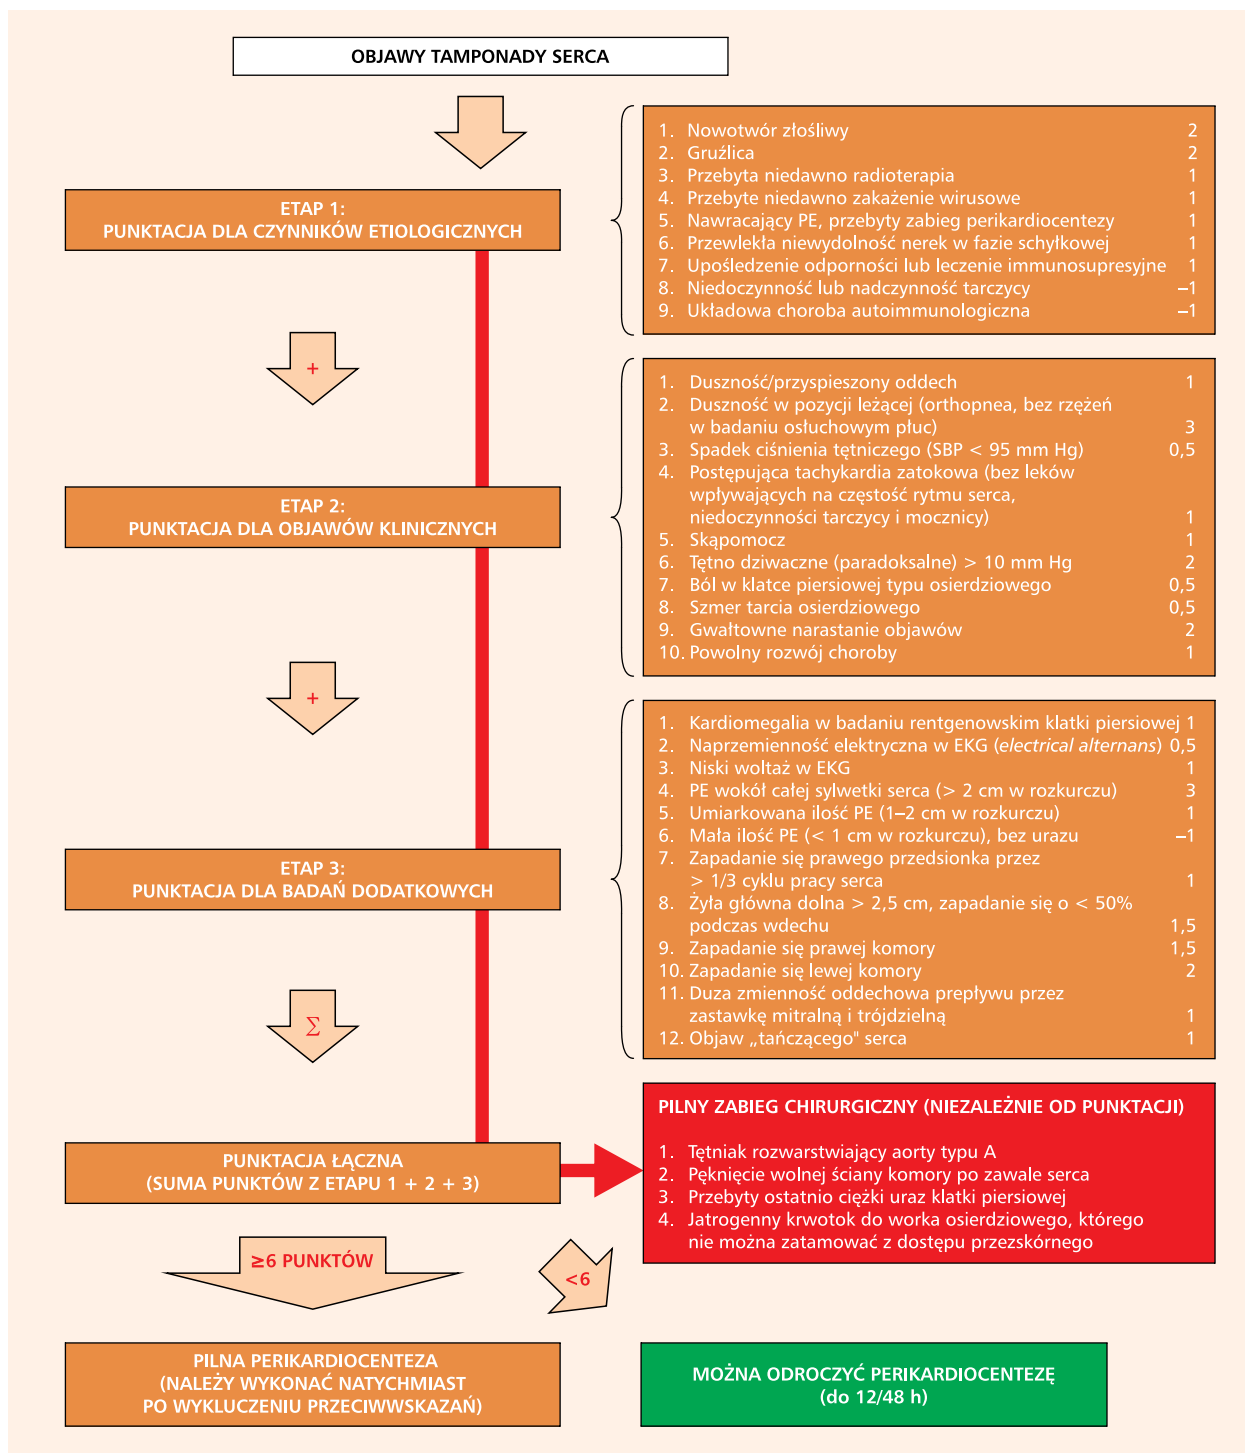 OBJAWY TAMPONADY SERCA
ETAP 1:
PUNKTACJA DLA CZYNNIKÓW ETIOLOGICZNYCH
1. Nowotwór złośliwy 2
2. Gruźlica 2
3. Przebyta niedawno radioterapia 1
4. Przebyte niedawno zakażenie wirusowe 1
5. Nawracający PE, przebyty zabieg perikardiocentezy 1
6. Przewlekła niewydolność nerek w fazie schyłkowej 1
7. Upośledzenie odporności lub leczenie immunosupresyjne 1
8. Niedoczynność lub nadczynność tarczycy –1
9. Układowa choroba autoimmunologiczna –1
+
ETAP 2:
PUNKTACJA DLA OBJAWÓW KLINICZNYCH
1. Duszność/przyspieszony oddech 1
2. Duszność w pozycji leżącej (orthopnea, bez rzężeń
w badaniu osłuchowym płuc) 3
3. Spadek ciśnienia tętniczego (SBP < 95 mm Hg) 0,5
4. Postępująca tachykardia zatokowa (bez leków
wpływających na częstość rytmu serca,
niedoczynności tarczycy i mocznicy) 1
5. Skąpomocz 1
6. Tętno dziwaczne (paradoksalne) > 10 mm Hg 2
7. Ból w klatce piersiowej typu osierdziowego 0,5
8. Szmer tarcia osierdziowego 0,5
9. Gwałtowne narastanie objawów 2
10. Powolny rozwój choroby 1
+
ETAP 3:
PUNKTACJA DLA BADAŃ DODATKOWYCH
1. Kardiomegalia w badaniu rentgenowskim klatki piersiowej 1
2. Naprzemienność elektryczna w EKG (electrical alternans) 0,5
3. Niski woltaż w EKG 1
4. PE wokół całej sylwetki serca (> 2 cm w rozkurczu) 3
5. Umiarkowana ilość PE (1–2 cm w rozkurczu) 1
6. Mała ilość PE (< 1 cm w rozkurczu), bez urazu –1
7. Zapadanie się prawego przedsionka przez
> 1/3 cyklu pracy serca 1
8. Żyła główna dolna > 2,5 cm, zapadanie się o < 50%
podczas wdechu 1,5
9. Zapadanie się prawej komory 1,5
10. Zapadanie się lewej komory 2
11. Duza zmienność oddechowa prepływu przez
zastawkę mitralną i trójdzielną 1
12. Objaw „tańczącego" serca 1
∑
PUNKTACJA ŁĄCZNA
(SUMA PUNKTÓW Z ETAPU 1 + 2 + 3)
PILNY ZABIEG CHIRURGICZNY (NIEZALEŻNIE OD PUNKTACJI)
1. Tętniak rozwarstwiający aorty typu A
2. Pęknięcie wolnej ściany komory po zawale serca
3. Przebyty ostatnio ciężki uraz klatki piersiowej
4. Jatrogenny krwotok do worka osierdziowego, którego
nie można zatamować z dostępu przezskórnego
≥6 PUNKTÓW
<6
PILNA PERIKARDIOCENTEZA
(NALEŻY WYKONAĆ NATYCHMIAST
PO WYKLUCZENIU PRZECIWWSKAZAŃ)
MOŻNA ODROCZYĆ PERIKARDIOCENTEZĘ
(do 12/48 h)